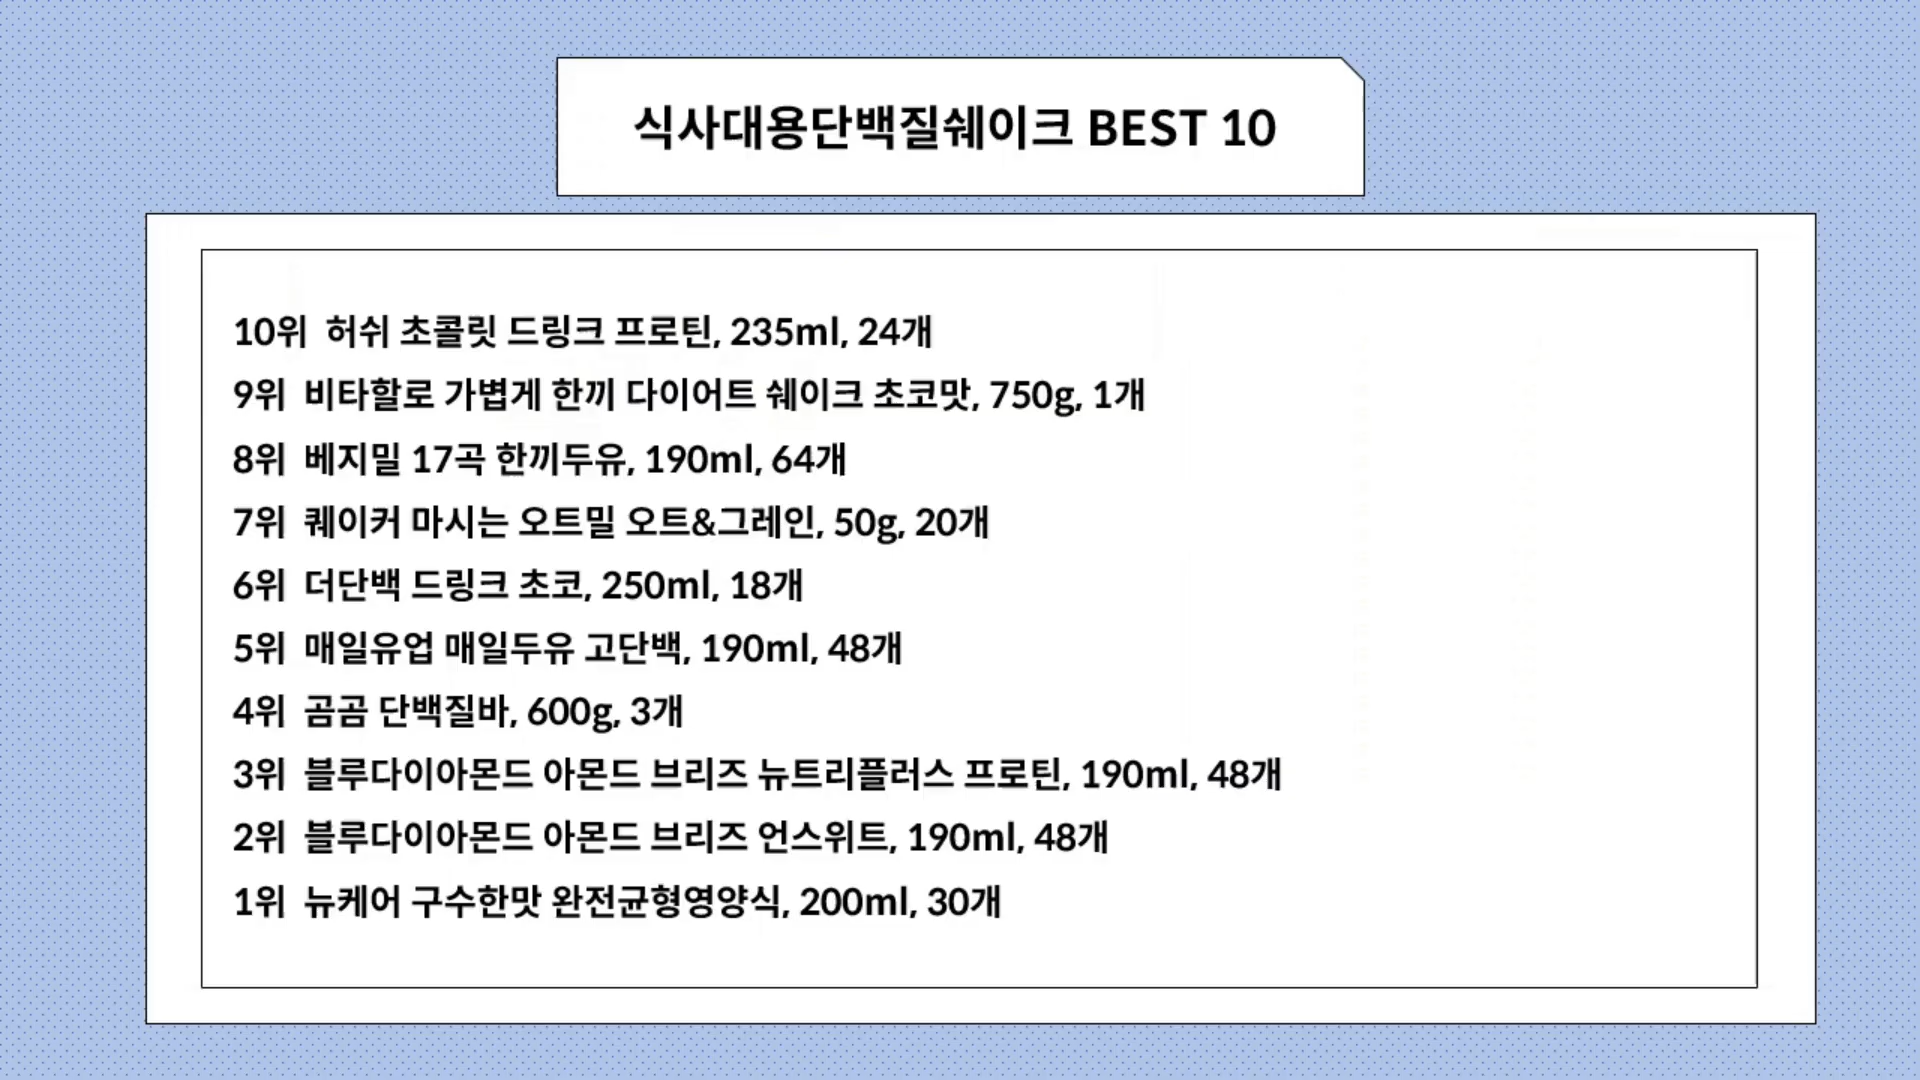 식사대용단백질쉐이크 BEST 10
10위 허쉬 초콜릿 드링크 프로틴, 235ml, 24개
9위 비타할로 가볍게 한끼 다이어트 쉐이크 초코맛, 750g, 1개
8위 베지밀 17곡 한끼두유, 190ml, 64개
7위 퀘이커 마시는 오트밀 오트&그레인, 50g, 20개
6위 더단백 드링크 초코, 250ml, 18개
5위 매일유업 매일두유 고단백, 190ml, 48개
4위 곰곰 단백질바, 600g, 3개
3위 블루다이아몬드 아몬드 브리즈 뉴트리플러스 프로틴, 190ml, 48개
2위 블루다이아몬드 아몬드 브리즈 언스위트, 190ml, 48개
1위 뉴케어 구수한맛 완전균형영양식, 200ml, 30개